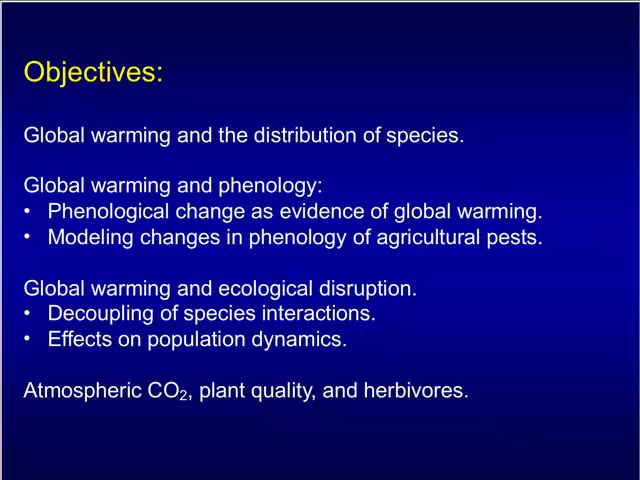 Objectives:
Global warming and the distribution of species.
Global warming and phenology:
• Phenological change as evidence of global warming.
• Modeling changes in phenology of agricultural pests.
Global warming and ecological disruption.
• Decoupling of species interactions.
• Effects on population dynamics.
Atmospheric CO₂, plant quality, and herbivores.